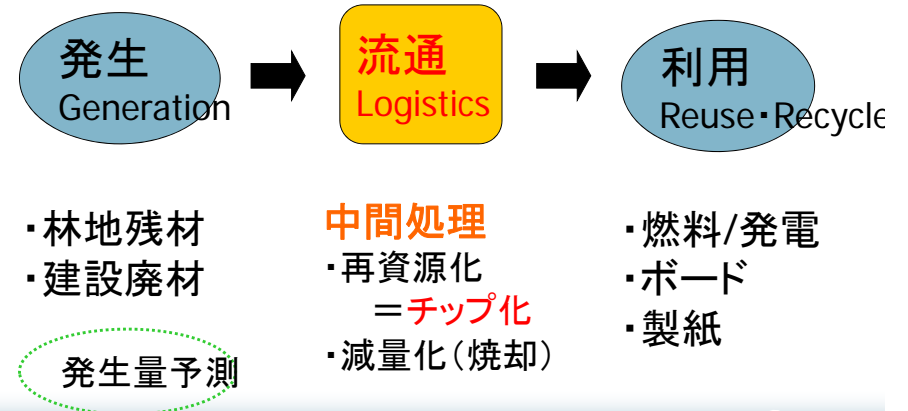 発生
Generation
流通
Logistics
利用
Reuse・Recycle
・林地残材
・建設廃材
発生量予測
中間処理
・再資源化
＝チップ化
・減量化（焼却）
・燃料/発電
・ボード
・製紙